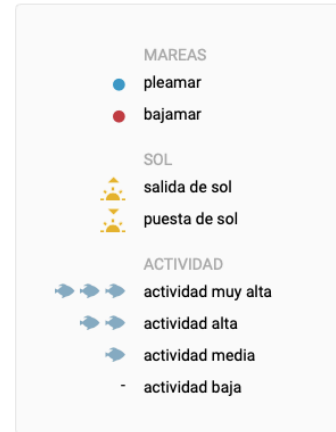 MAREAS
pleamar
bajamar
SOL
salida de sol
puesta de sol
ACTIVIDAD
actividad muy alta
actividad alta
actividad media
- actividad baja